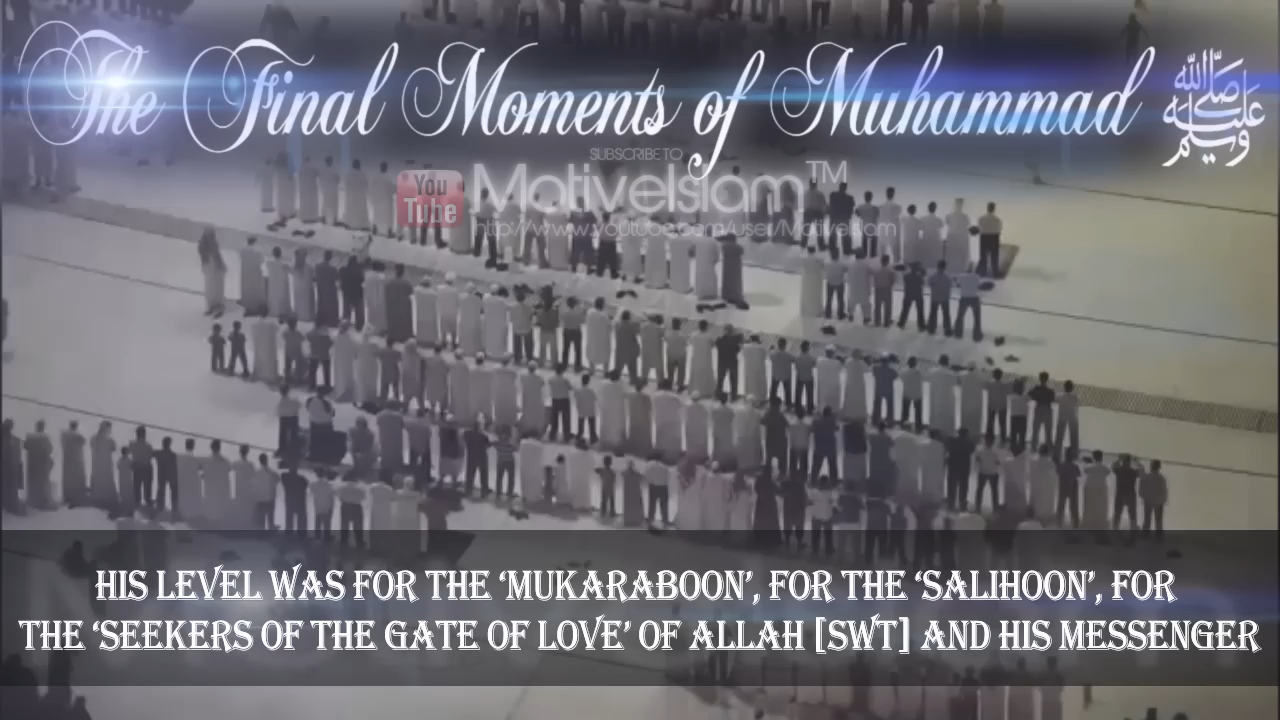 The Final Moments of Muhammad صلى الله عليه وسلم
SUBSCRIBE TO
You Tube MotiveIslam™
http://www.youtube.com/user/MotiveIslam
HIS LEVEL WAS FOR THE ‘MUKARABOON’, FOR THE ‘SALIHOON’, FOR
THE ‘SEEKERS OF THE GATE OF LOVE’ OF ALLAH [SWT] AND HIS MESSENGER